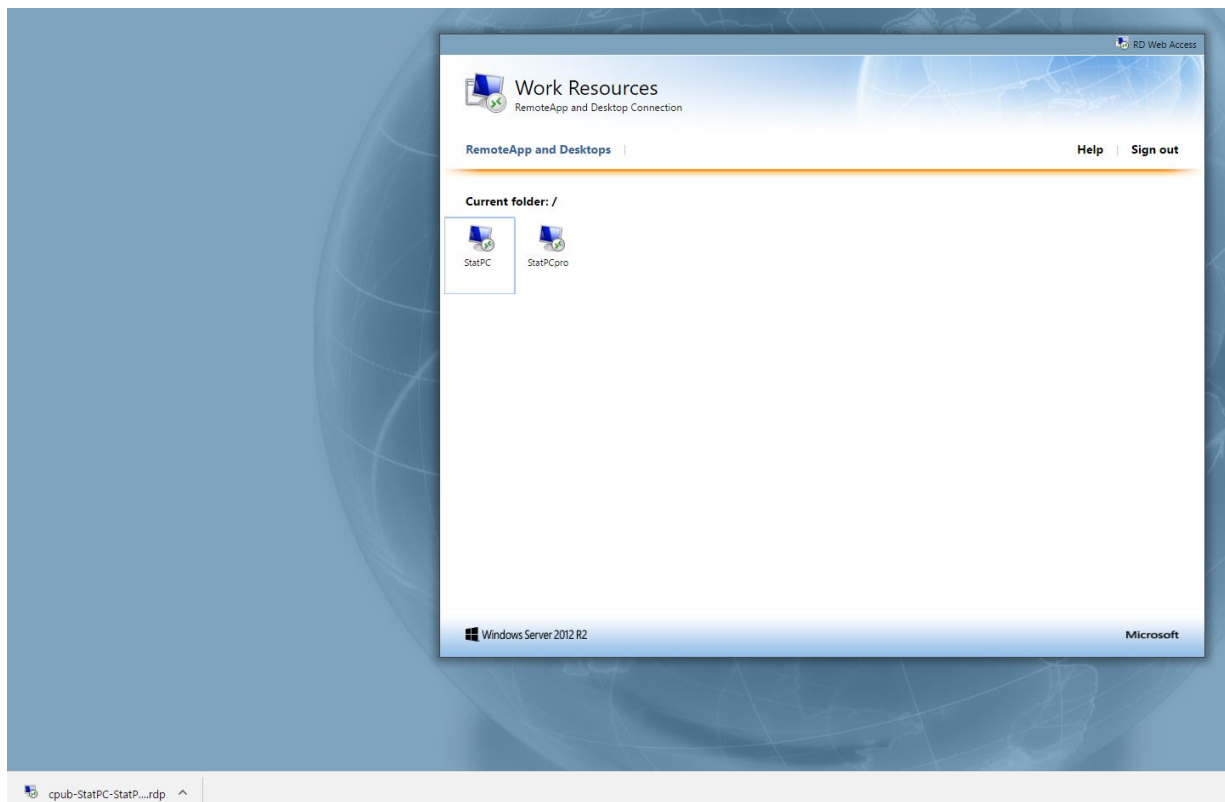 RD Web Access
Work Resources
RemoteApp and Desktop Connection
RemoteApp and Desktops | Help | Sign out
Current folder: /
StatPC StatPCpro
Windows Server 2012 R2 Microsoft
cpub-StatPC-StatP....rdp